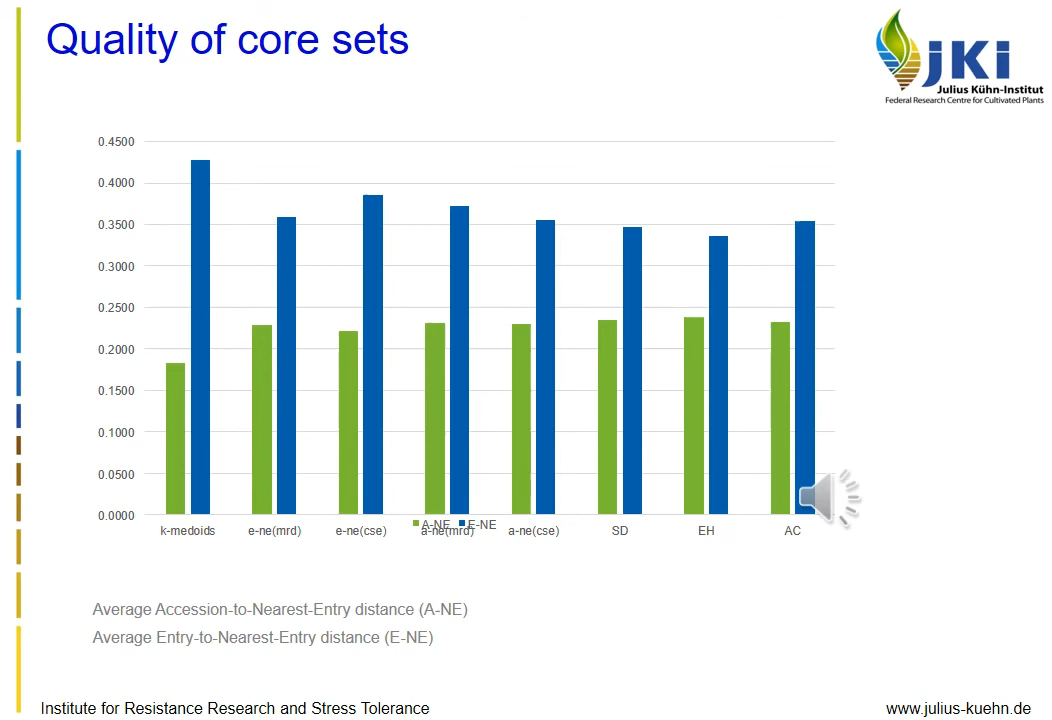 Quality of core sets
JKI
Julius Kühn-Institut
Federal Research Centre for Cultivated Plants
0.4500
0.4000
0.3500
0.3000
0.2500
0.2000
0.1500
0.1000
0.0500
0.0000
k-medoids e-ne(mrd) e-ne(cse) a-ne(mrd) a-ne(cse) SD EH AC
A-NE E-NE
Average Accession-to-Nearest-Entry distance (A-NE)
Average Entry-to-Nearest-Entry distance (E-NE)
Institute for Resistance Research and Stress Tolerance
www.julius-kuehn.de